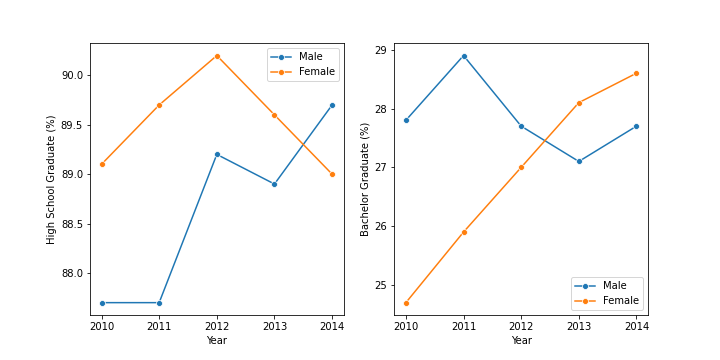 High School Graduate (%)
90.0
89.5
89.0
88.5
88.0
2010 2011 2012 2013 2014
Year
Male
Female
Bachelor Graduate (%)
29
28
27
26
25
2010 2011 2012 2013 2014
Year
Male
Female